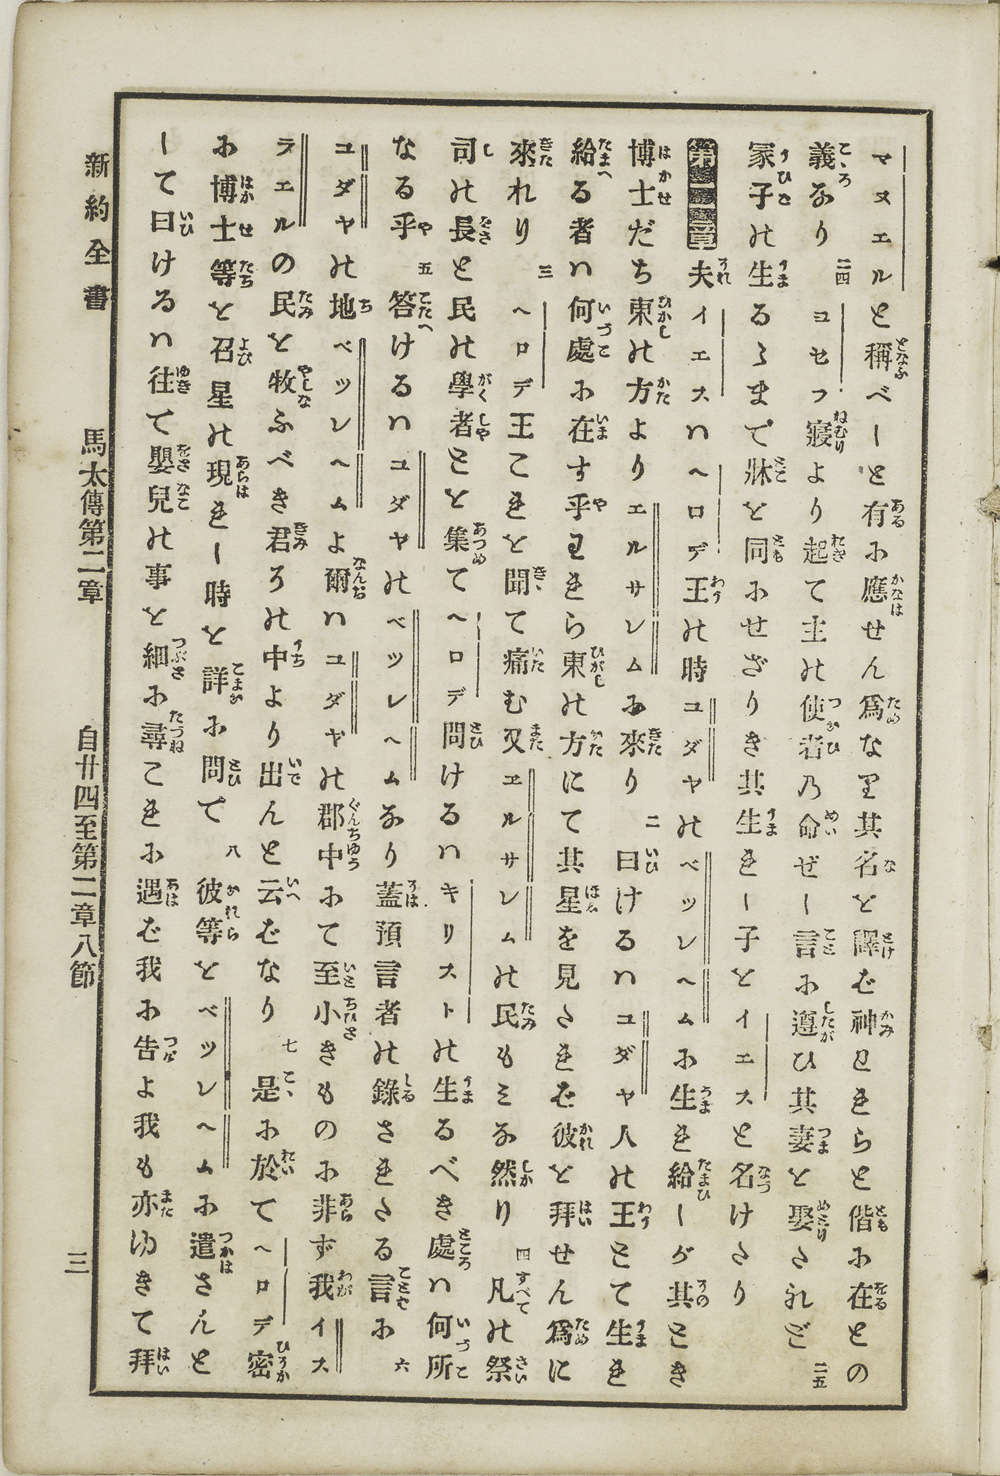 マヌエルと稱べしと有に應せん爲なり其名を譯ば神われらと偕に在との
義なり 二四 ヨセフ寢より起て主の使者の命ぜし言に遵ひ其妻を娶たれど 二五
冢子の生るゝまで牀を同にせざりき其生れし子をイエスと名けたり
第二章 夫イエスはヘロデ王の時ユダヤのベツレヘムに生れ給しが其とき
博士たち東の方よりエルサレムに來り 二 曰けるはユダヤ人の王とて生れ
給る者は何處に在す乎われら東の方にて其星を見たれば彼を拜せん爲に
來れり 三 ヘロデ王これを聞て痛む又エルサレムの民もみな然り 四 凡の祭
司の長と民の學者とを集てヘロデ問けるはキリストの生るべき處は何所
なる乎 五 答けるはユダヤのベツレヘムなり蓋預言者の錄されたる言に 六
ユダヤの地ベツレヘムよ爾はユダヤの郡中にて至小きものに非ず我イス
ラエルの民を牧ふべき君その中より出んと云ばなり 七 是に於てヘロデ密
に博士等を召星の現れし時を詳に問て 八 彼等をベツレヘムに遣さんと
して曰けるは往て嬰兒の事を細に尋これに遇ば我に告よ我も亦ゆきて拜
新約全書 馬太傳第二章 自廿四至第二章八節 三